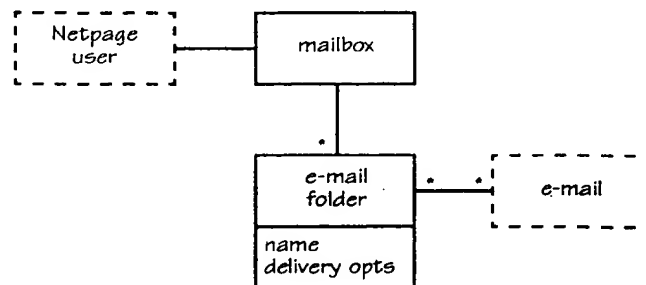 Netpage
user
mailbox
*
e-mail
folder
* *
e-mail
name
delivery opts